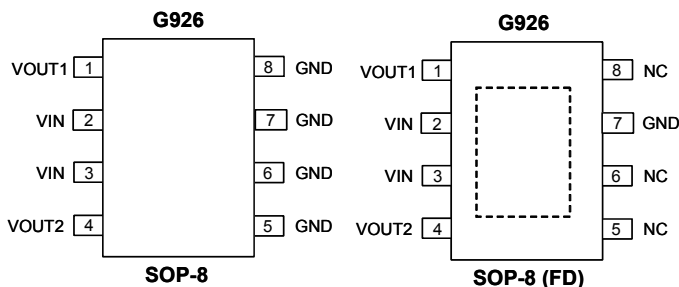 G926
VOUT1 1 8 GND
VIN 2 7 GND
VIN 3 6 GND
VOUT2 4 5 GND
SOP-8
G926
VOUT1 1 8 NC
VIN 2 7 GND
VIN 3 6 NC
VOUT2 4 5 NC
SOP-8 (FD)